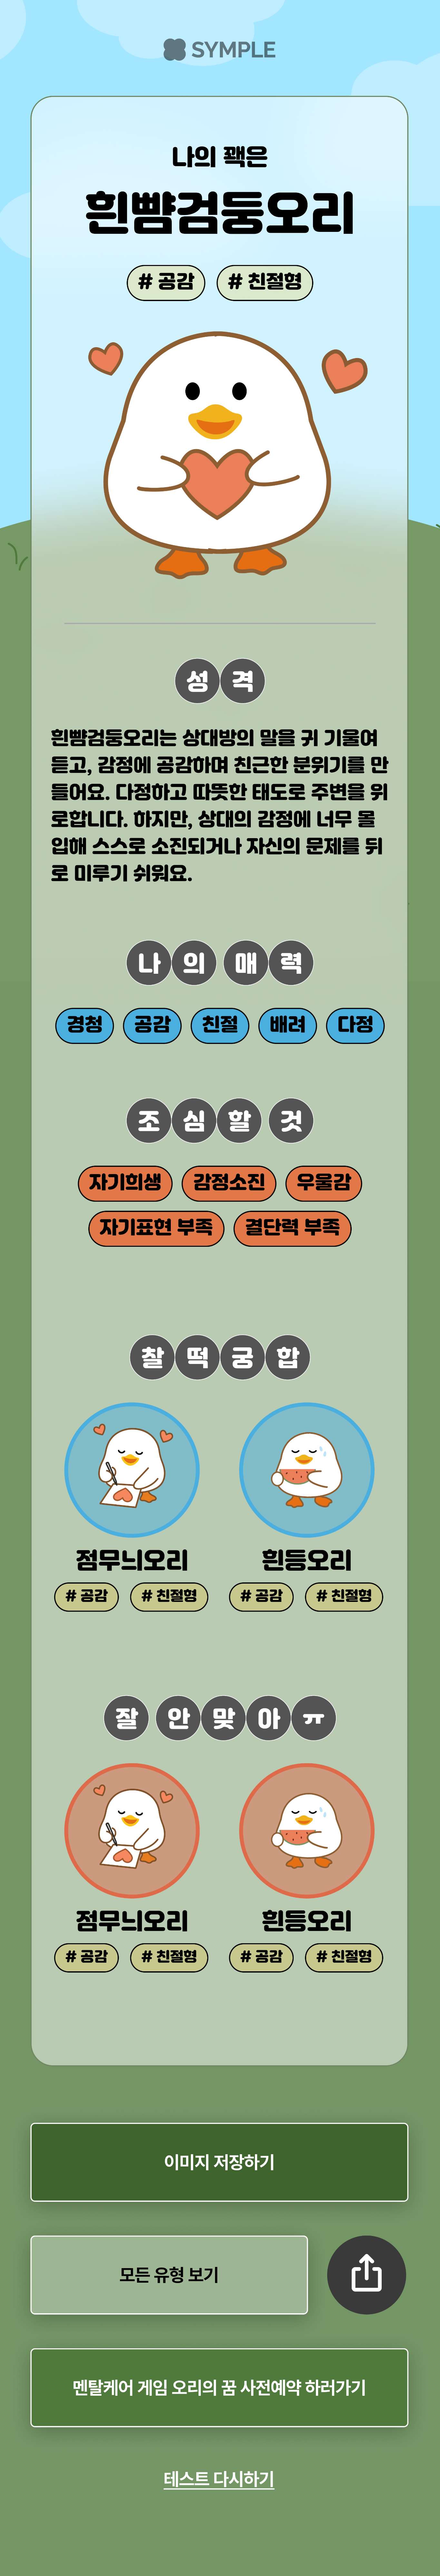 SYMPLE
나의 꽥은
흰뺨검둥오리
# 공감 # 친절형
성격
흰뺨검둥오리는 상대방의 말을 귀 기울여
듣고, 감정에 공감하며 친근한 분위기를 만
들어요. 다정하고 따뜻한 태도로 주변을 위
로합니다. 하지만, 상대의 감정에 너무 몰
입해 스스로 소진되거나 자신의 문제를 뒤
로 미루기 쉬워요.
나의 매력
경청 공감 친절 배려 다정
조심할 것
자기희생 감정소진 우울감
자기표현 부족 결단력 부족
찰떡궁합
점무늬오리 흰등오리
# 공감 # 친절형 # 공감 # 친절형
잘 안맞아ㅠ
점무늬오리 흰등오리
# 공감 # 친절형 # 공감 # 친절형
이미지 저장하기
모든 유형 보기
멘탈케어 게임 오리의 꿈 사전예약 하러가기
테스트 다시하기